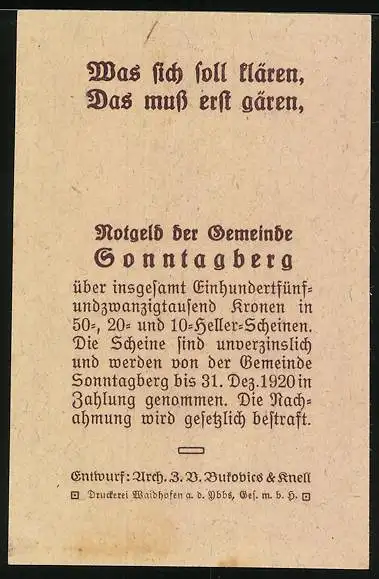 Was sich soll klären,
Das muß erst gären,
Notgeld der Gemeinde
Sonntagberg
über insgesamt Einhundertfünf-
undzwanzigtausend Kronen in
50-, 20- und 10-Heller-Scheinen.
Die Scheine sind unverzinslich
und werden von der Gemeinde
Sonntagberg bis 31. Dez. 1920 in
Zahlung genommen. Die Nach-
ahmung wird gesetzlich bestraft.
Entwurf: Arch. J. V. Bukovics & Knell
Druckerei Waidhofen a. d. Ybbs, Ges. m. b. H.